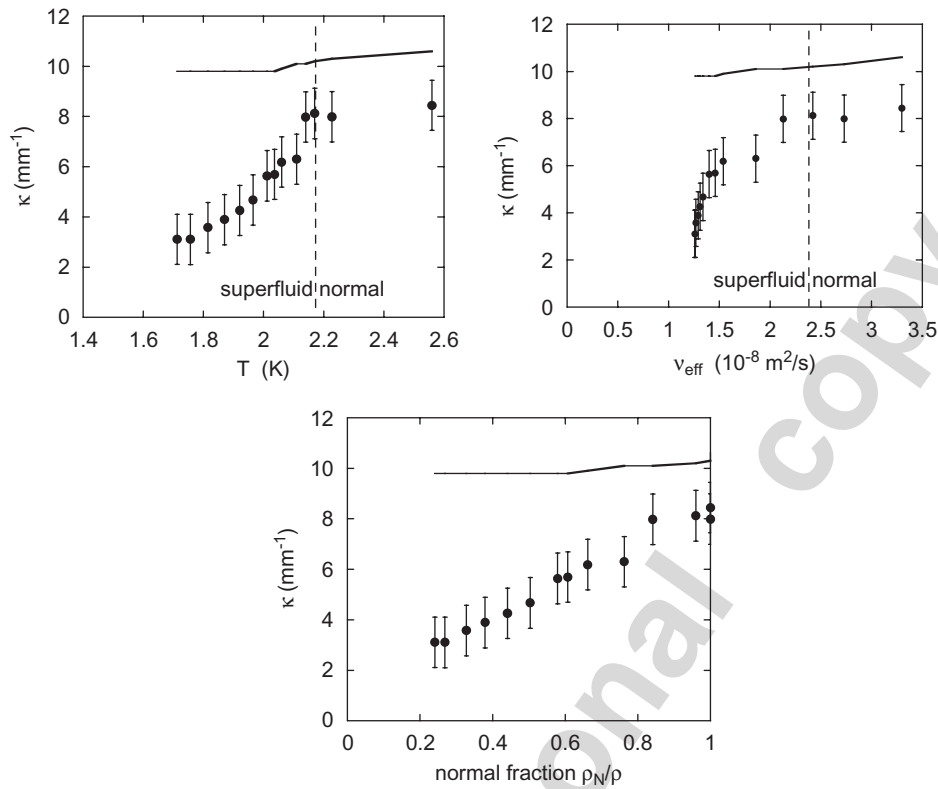 12
10
8
6
4
2
0
κ (mm-1)
superfluid normal
1.4 1.6 1.8 2 2.2 2.4 2.6
T (K)
12
10
8
6
4
2
0
κ (mm-1)
superfluid normal
0 0.5 1 1.5 2 2.5 3 3.5
νeff (10-8 m2/s)
12
10
8
6
4
2
0
κ (mm-1)
0 0.2 0.4 0.6 0.8 1
normal fraction ρN/ρ
onal copy